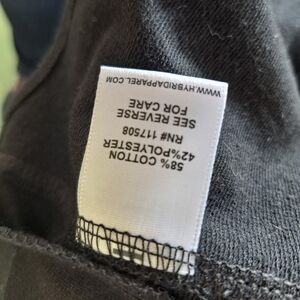 58% COTTON
42%POLYESTER
RN# 117508
SEE REVERSE
FOR CARE
WWW.HYBRIDAPPAREL.COM